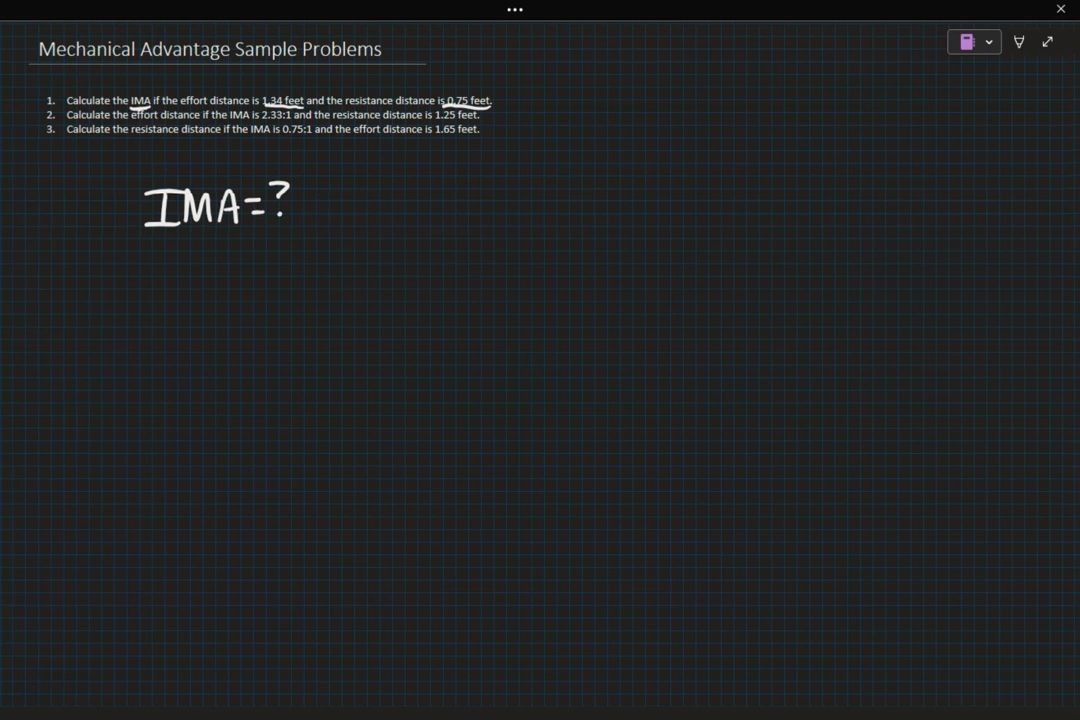 Mechanical Advantage Sample Problems
1. Calculate the IMA if the effort distance is 1.34 feet and the resistance distance is 0.75 feet.
2. Calculate the effort distance if the IMA is 2.33:1 and the resistance distance is 1.25 feet.
3. Calculate the resistance distance if the IMA is 0.75:1 and the effort distance is 1.65 feet.
IMA=?